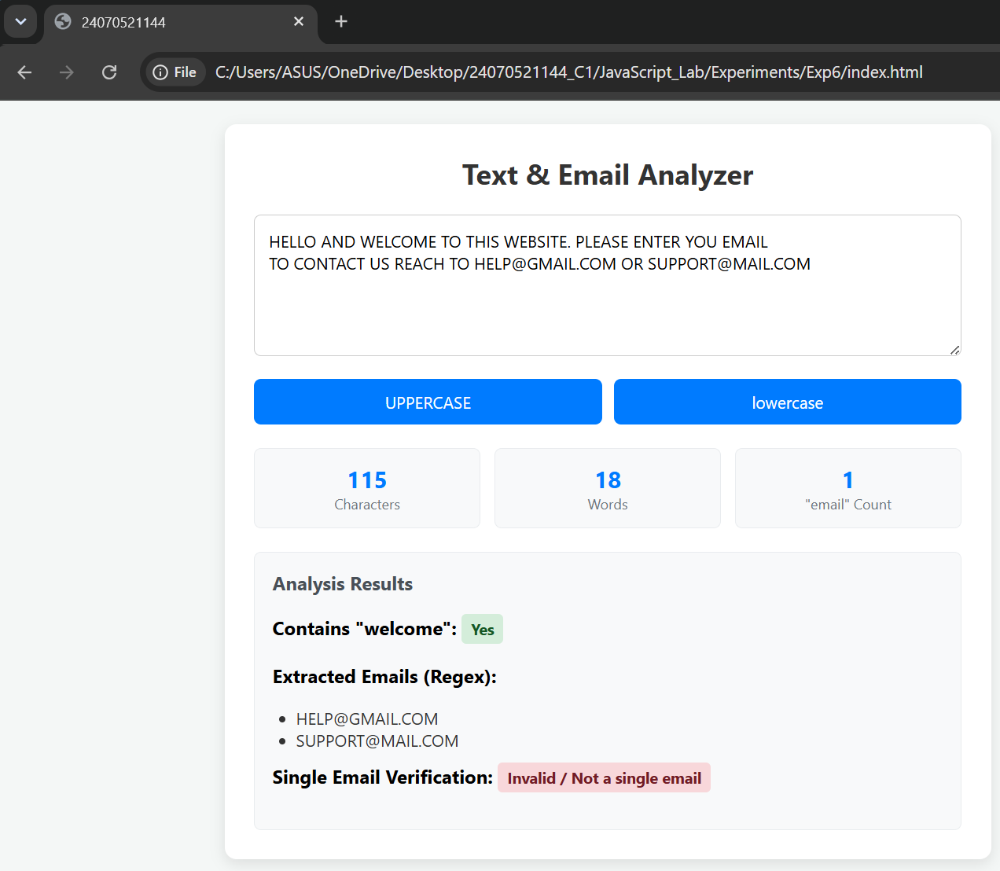 24070521144
File C:/Users/ASUS/OneDrive/Desktop/24070521144_C1/JavaScript_Lab/Experiments/Exp6/index.html
Text & Email Analyzer
HELLO AND WELCOME TO THIS WEBSITE. PLEASE ENTER YOU EMAIL
TO CONTACT US REACH TO HELP@GMAIL.COM OR SUPPORT@MAIL.COM
UPPERCASE lowercase
115 18 1
Characters Words "email" Count
Analysis Results
Contains "welcome": Yes
Extracted Emails (Regex):
HELP@GMAIL.COM
SUPPORT@MAIL.COM
Single Email Verification: Invalid / Not a single email